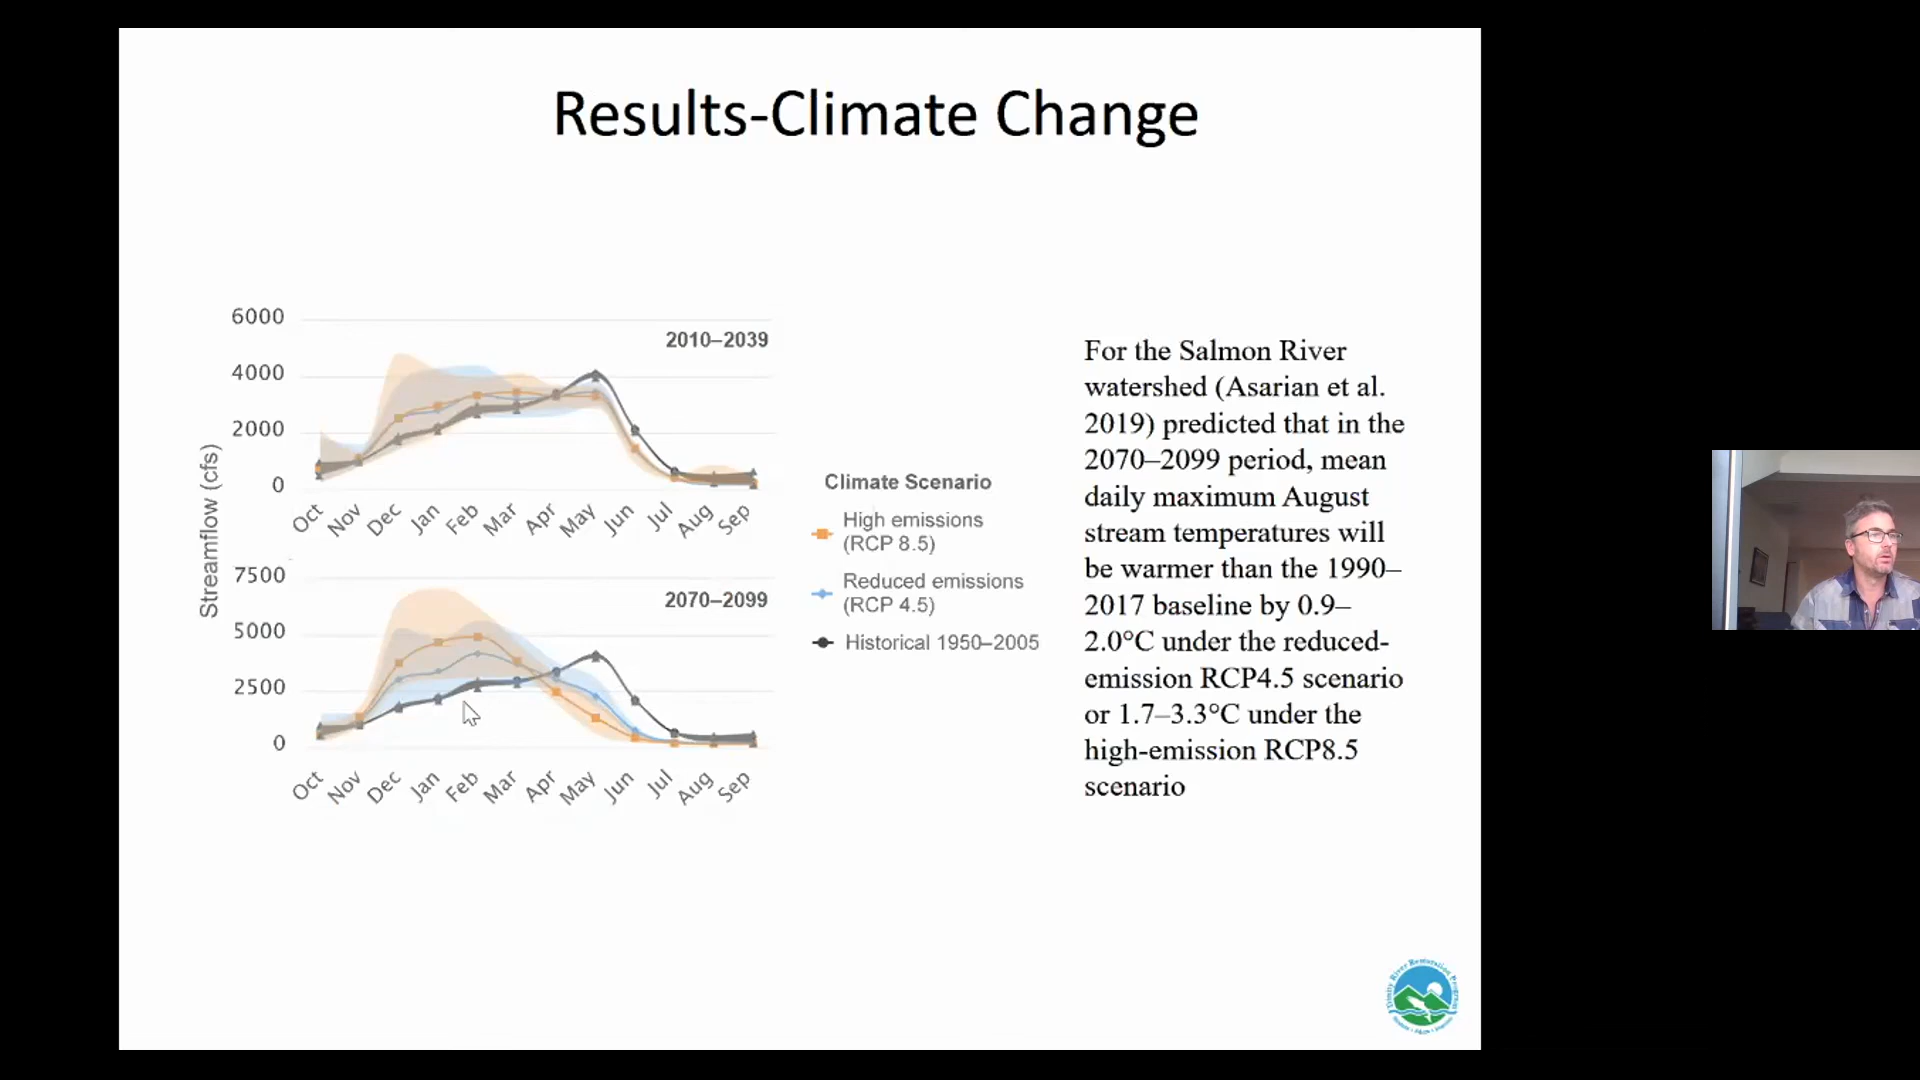 Results-Climate Change
Streamflow (cfs)
6000
2010–2039
4000
2000
0
Oct Nov Dec Jan Feb Mar Apr May Jun Jul Aug Sep
7500
2070–2099
5000
2500
0
Oct Nov Dec Jan Feb Mar Apr May Jun Jul Aug Sep
Climate Scenario
High emissions
(RCP 8.5)
Reduced emissions
(RCP 4.5)
Historical 1950–2005
For the Salmon River
watershed (Asarian et al.
2019) predicted that in the
2070–2099 period, mean
daily maximum August
stream temperatures will
be warmer than the 1990–
2017 baseline by 0.9–
2.0°C under the reduced-
emission RCP4.5 scenario
or 1.7–3.3°C under the
high-emission RCP8.5
scenario
Trinity River Restoration Program